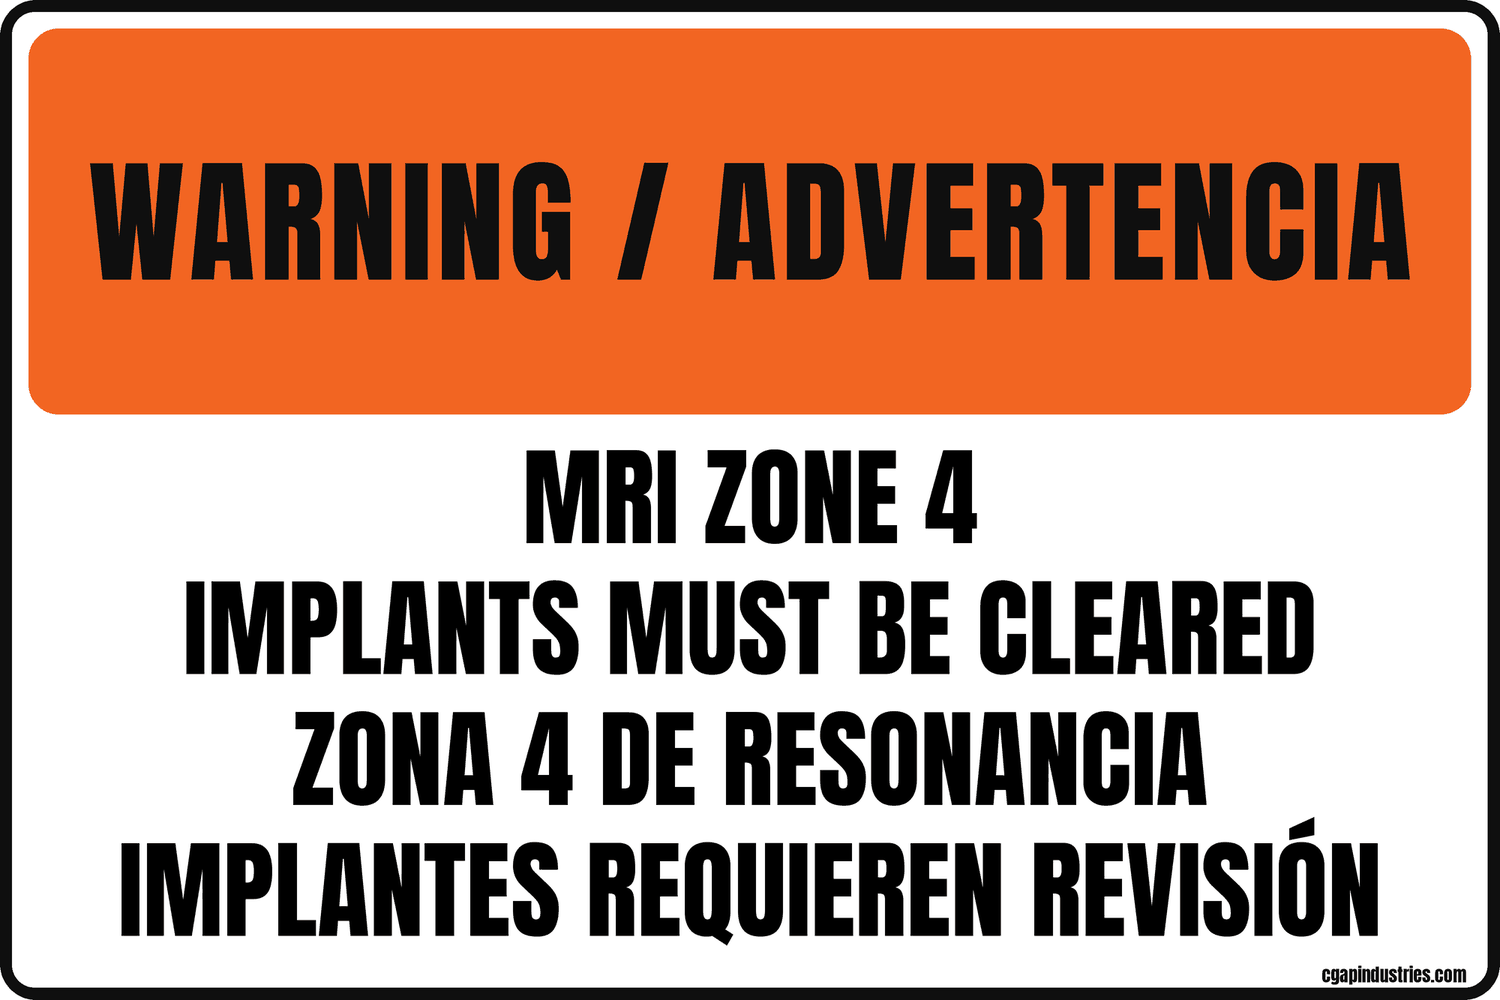 WARNING / ADVERTENCIA
MRI ZONE 4
IMPLANTS MUST BE CLEARED
ZONA 4 DE RESONANCIA
IMPLANTES REQUIEREN REVISIÓN
cgapindustries.com